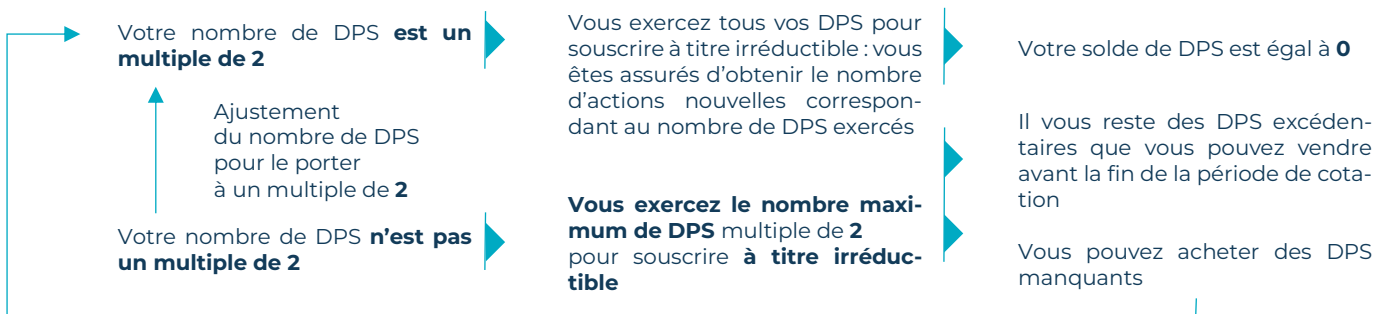 Votre nombre de DPS est un
multiple de 2
Ajustement
du nombre de DPS
pour le porter
à un multiple de 2
Votre nombre de DPS n’est pas
un multiple de 2
Vous exercez tous vos DPS pour
souscrire à titre irréductible : vous
êtes assurés d’obtenir le nombre
d’actions nouvelles correspon-
dant au nombre de DPS exercés
Vous exercez le nombre maxi-
mum de DPS multiple de 2
pour souscrire à titre irréduc-
tible
Votre solde de DPS est égal à 0
Il vous reste des DPS excéden-
taires que vous pouvez vendre
avant la fin de la période de cota-
tion
Vous pouvez acheter des DPS
manquants